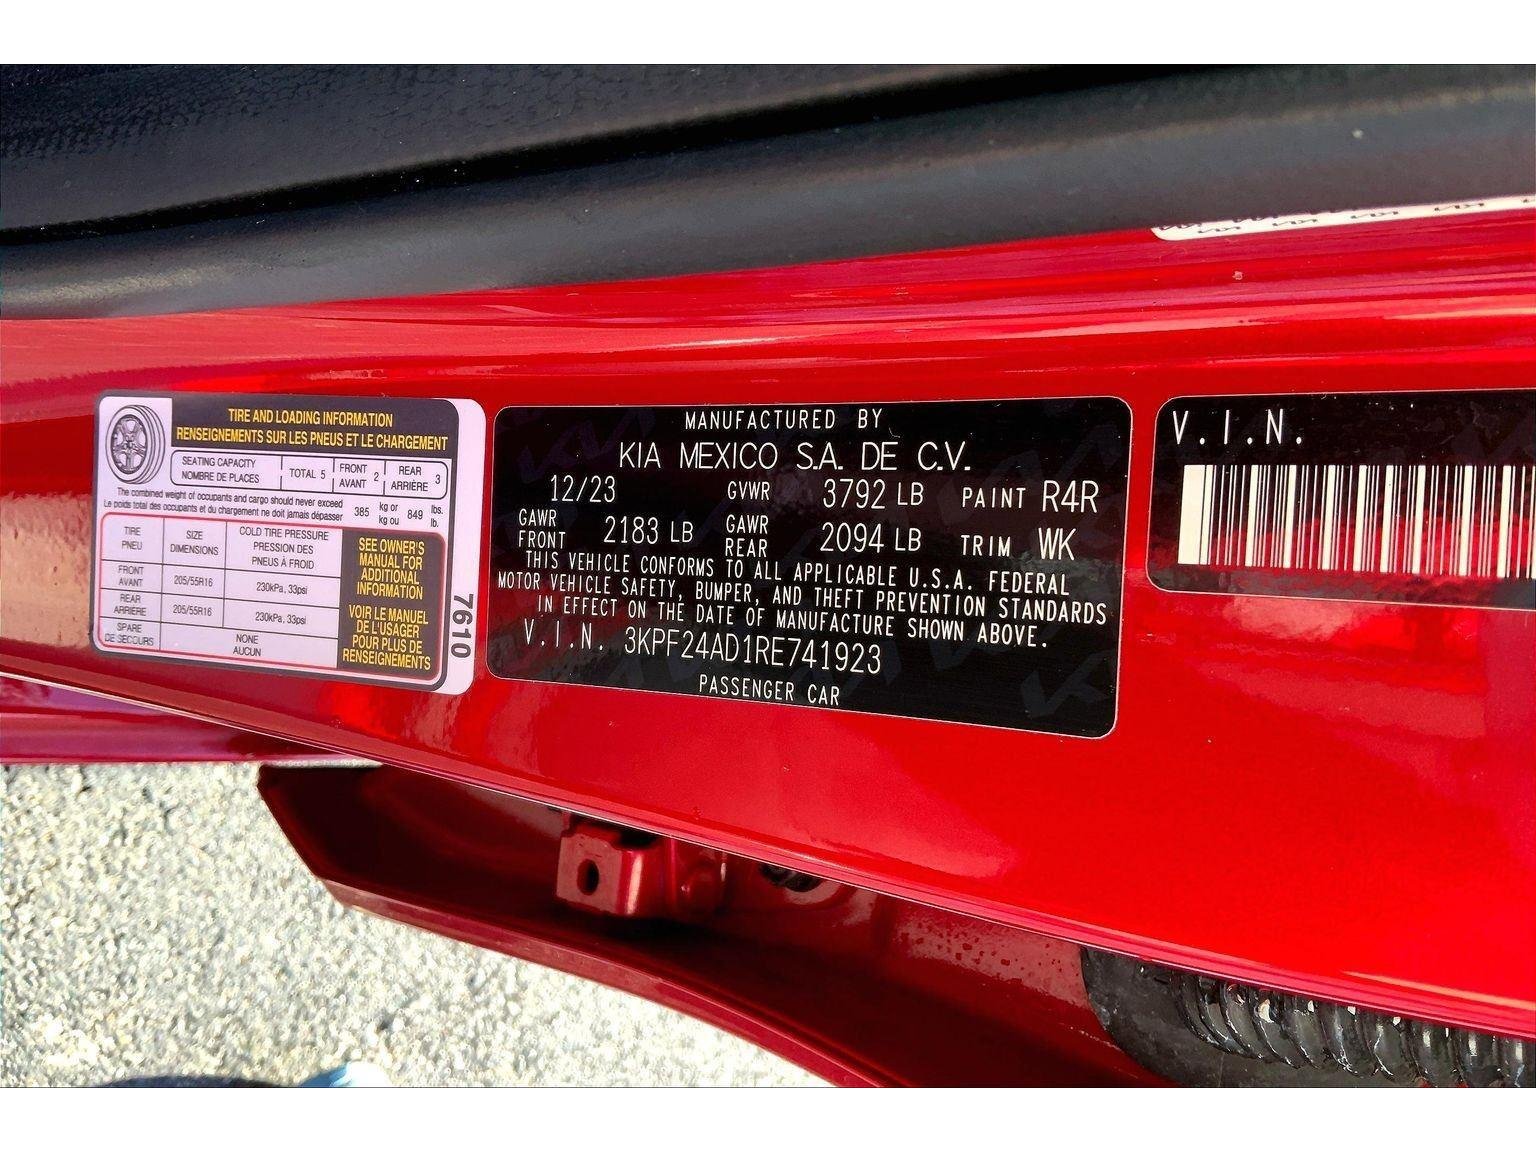 TIRE AND LOADING INFORMATION
RENSEIGNEMENTS SUR LES PNEUS ET LE CHARGEMENT
SEATING CAPACITY
NOMBRE DE PLACES
TOTAL 5
FRONT
AVANT 2
REAR
ARRIÈRE 3
The combined weight of occupants and cargo should never exceed 385 kg or 849 lbs.
Le poids total des occupants et du chargement ne doit jamais dépasser kg ou lb.
TIRE
PNEU
SIZE
DIMENSIONS
COLD TIRE PRESSURE
PRESSION DES
PNEUS À FROID
FRONT
AVANT
205/55R16
230kPa, 33psi
REAR
ARRIÈRE
205/55R16
230kPa, 33psi
SPARE
DE SECOURS
NONE
AUCUN
SEE OWNER'S
MANUAL FOR
ADDITIONAL
INFORMATION
VOIR LE MANUEL
DE L'USAGER
POUR PLUS DE
RENSEIGNEMENTS
7610
MANUFACTURED BY
KIA MEXICO S.A. DE C.V.
12/23 GVWR 3792 LB PAINT R4R
GAWR
FRONT 2183 LB
GAWR
REAR 2094 LB TRIM WK
THIS VEHICLE CONFORMS TO ALL APPLICABLE U.S.A. FEDERAL
MOTOR VEHICLE SAFETY, BUMPER, AND THEFT PREVENTION STANDARDS
IN EFFECT ON THE DATE OF MANUFACTURE SHOWN ABOVE.
V.I.N. 3KPF24AD1RE741923
PASSENGER CAR
V.I.N.